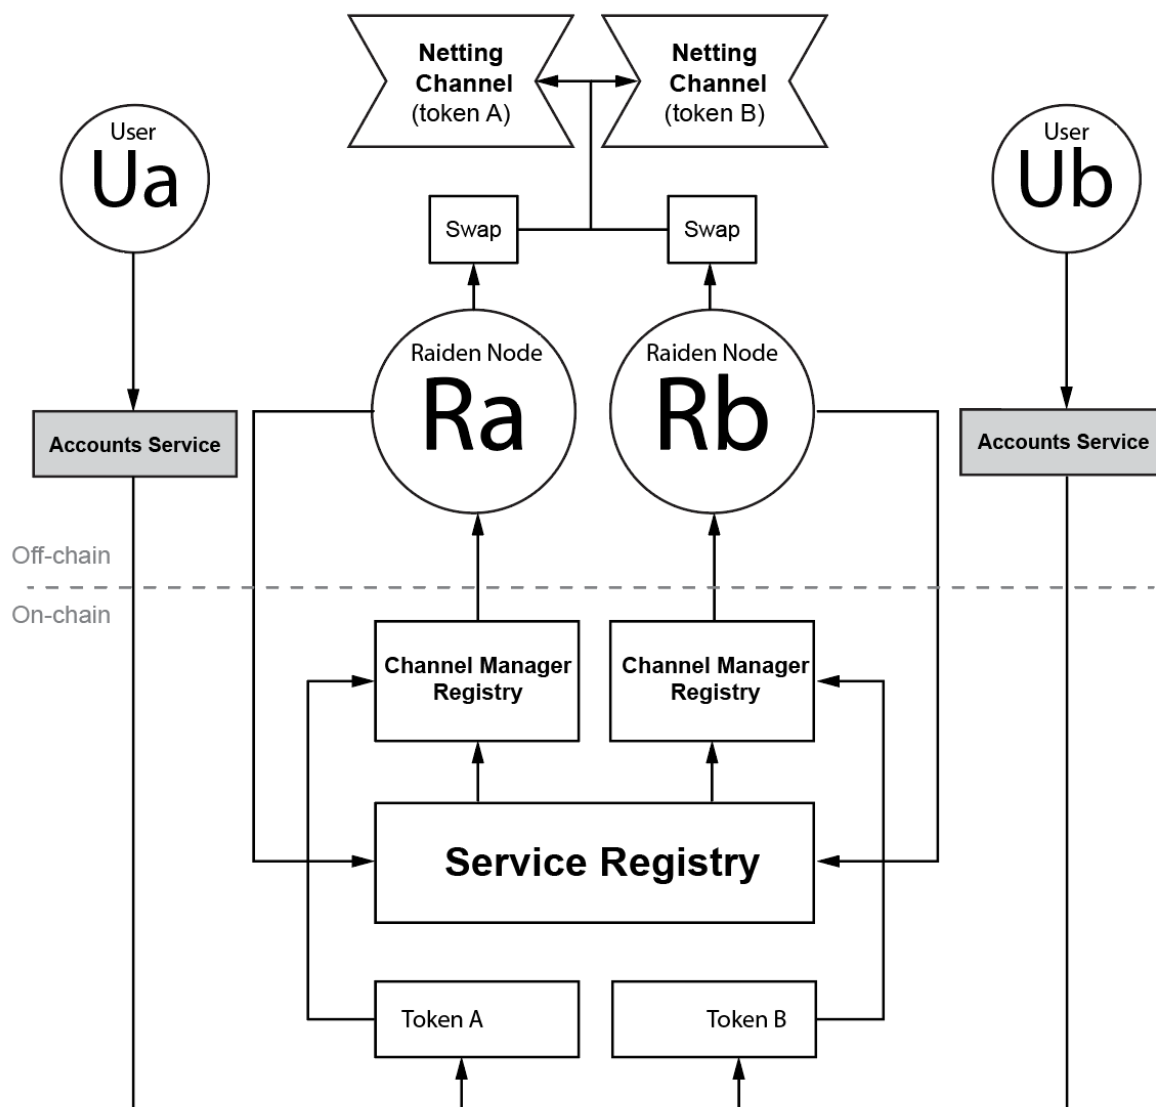 Netting
Channel
(token A)
Netting
Channel
(token B)
User
Ua
User
Ub
Swap
Swap
Raiden Node
Ra
Raiden Node
Rb
Accounts Service
Accounts Service
Off-chain
On-chain
Channel Manager
Registry
Channel Manager
Registry
Service Registry
Token A
Token B